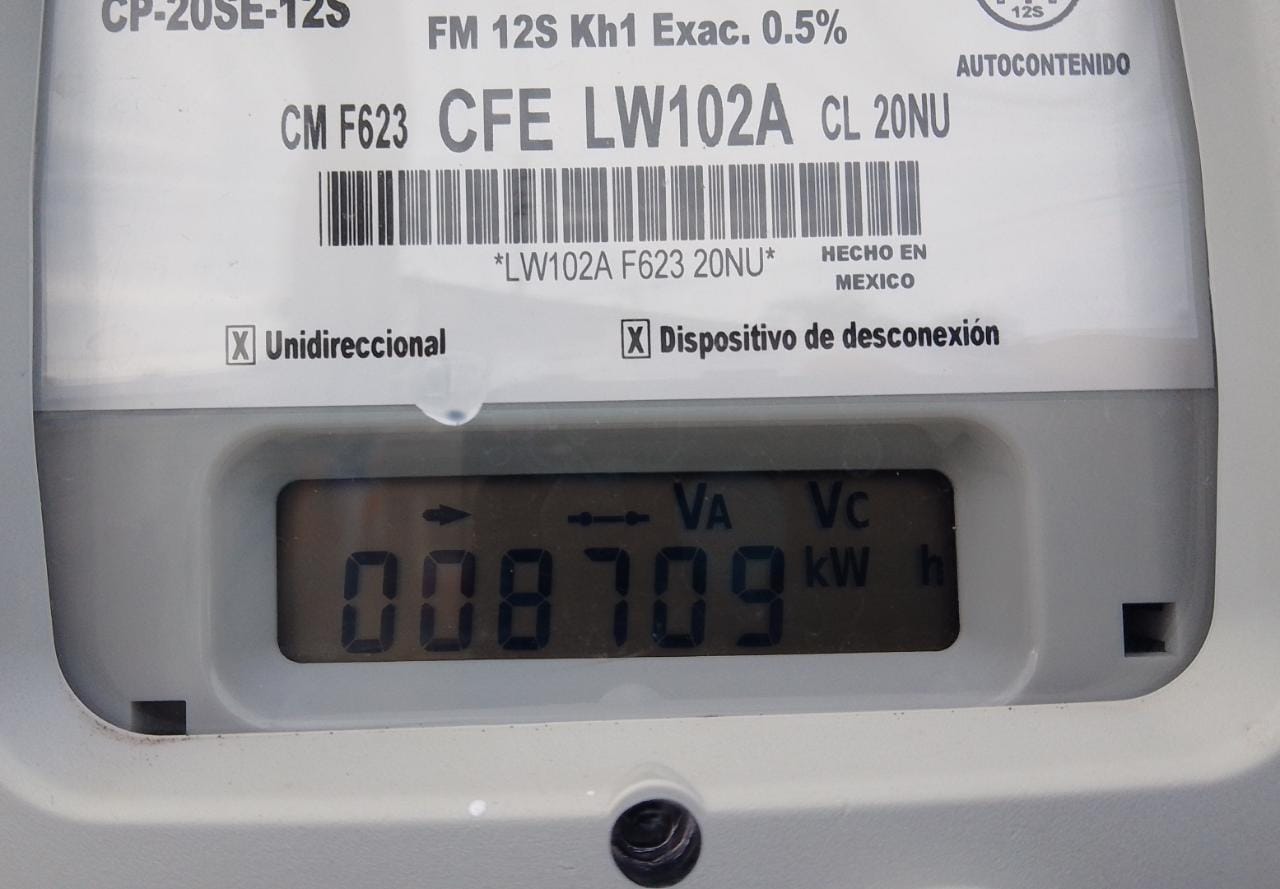 CP-20SE-12S
FM 12S Kh1 Exac. 0.5%
12S
AUTOCONTENIDO
CM F623 CFE LW102A CL 20NU
*LW102A F623 20NU*
HECHO EN
MEXICO
X Unidireccional
X Dispositivo de desconexión
VA VC
008709 kW h